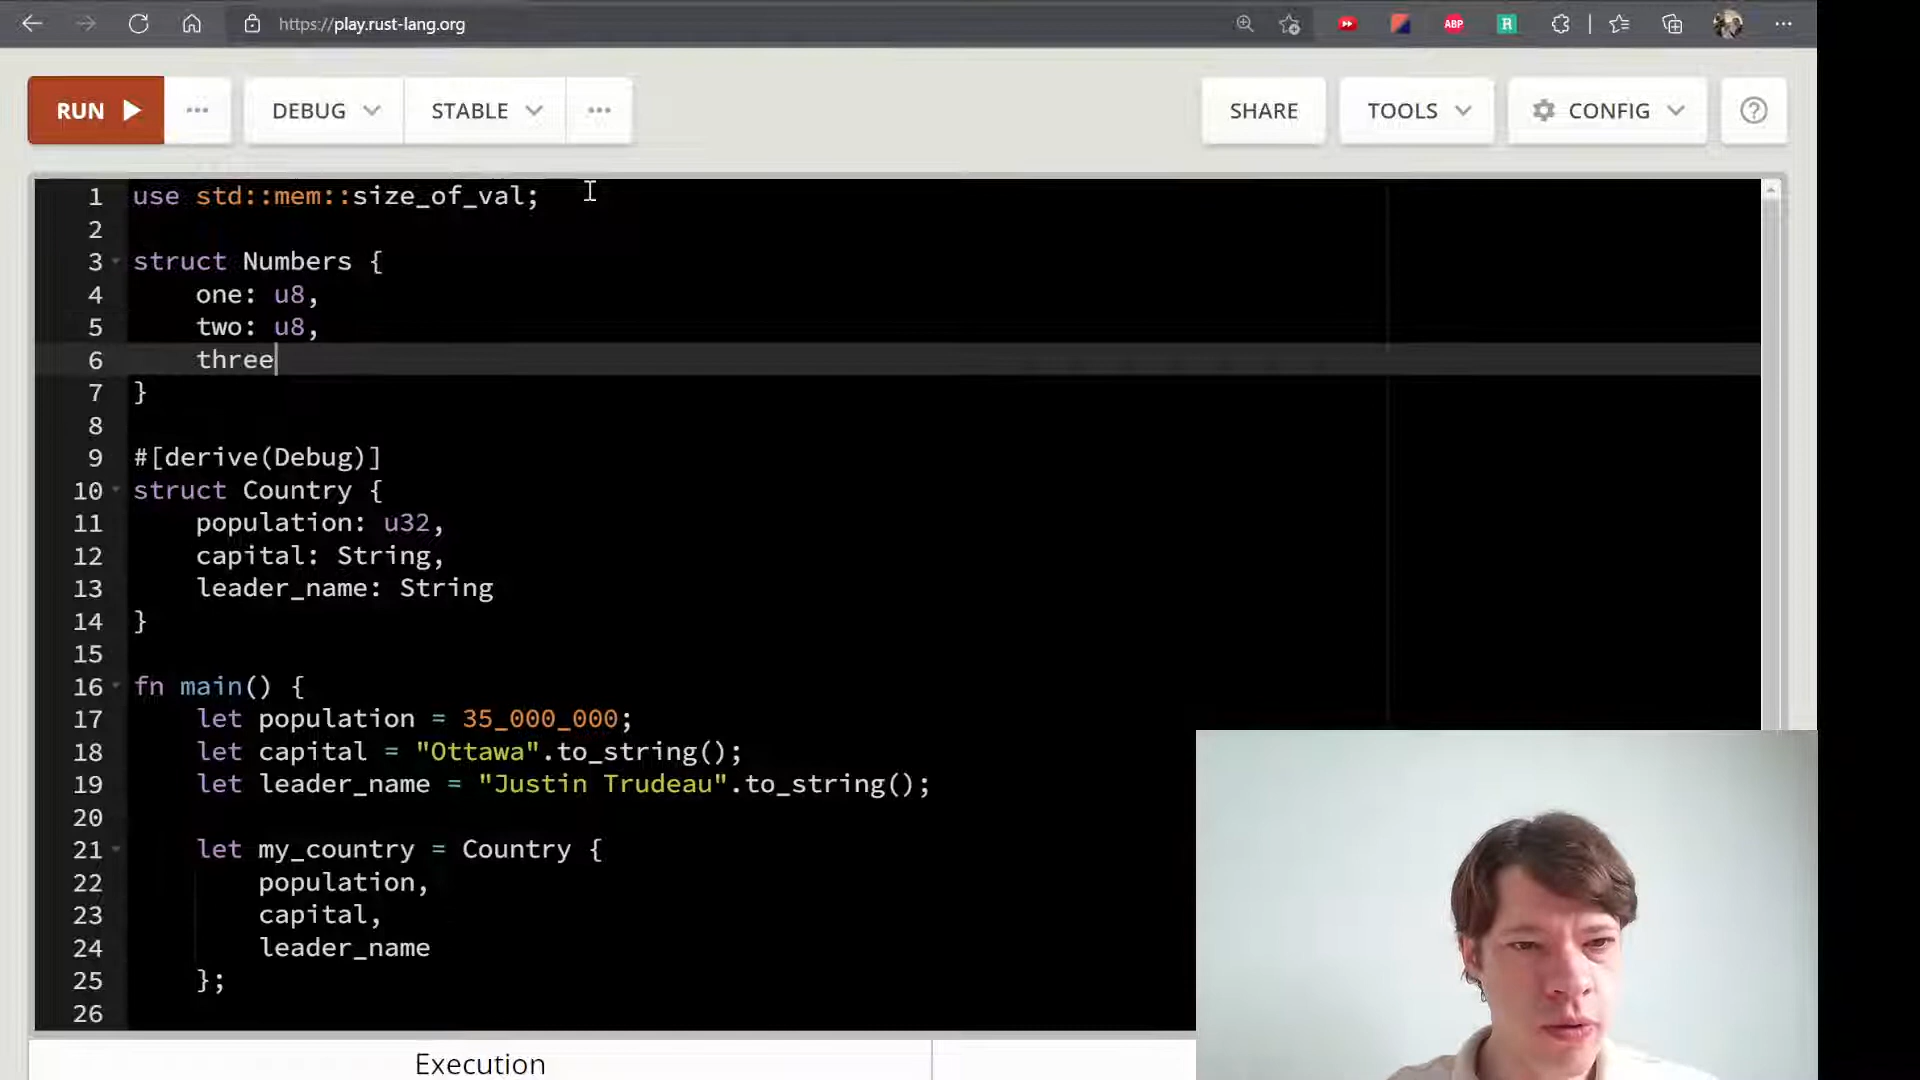 https://play.rust-lang.org
ABP
R
RUN
DEBUG
STABLE
SHARE
TOOLS
CONFIG
1 use std::mem::size_of_val;
2
3 struct Numbers {
4     one: u8,
5     two: u8,
6     three
7 }
8
9 #[derive(Debug)]
10 struct Country {
11     population: u32,
12     capital: String,
13     leader_name: String
14 }
15
16 fn main() {
17     let population = 35_000_000;
18     let capital = "Ottawa".to_string();
19     let leader_name = "Justin Trudeau".to_string();
20
21     let my_country = Country {
22         population,
23         capital,
24         leader_name
25     };
26
Execution